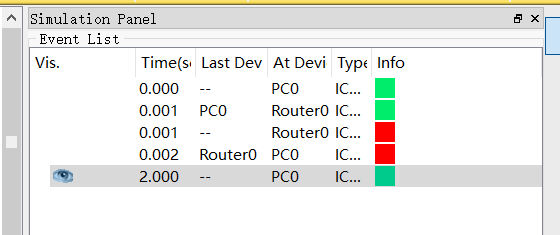 Simulation Panel
Event List
Vis. Time(se Last Dev At Devi Type Info
0.000 -- PC0 IC...
0.001 PC0 Router0 IC...
0.001 -- Router0 IC...
0.002 Router0 PC0 IC...
2.000 -- PC0 IC...